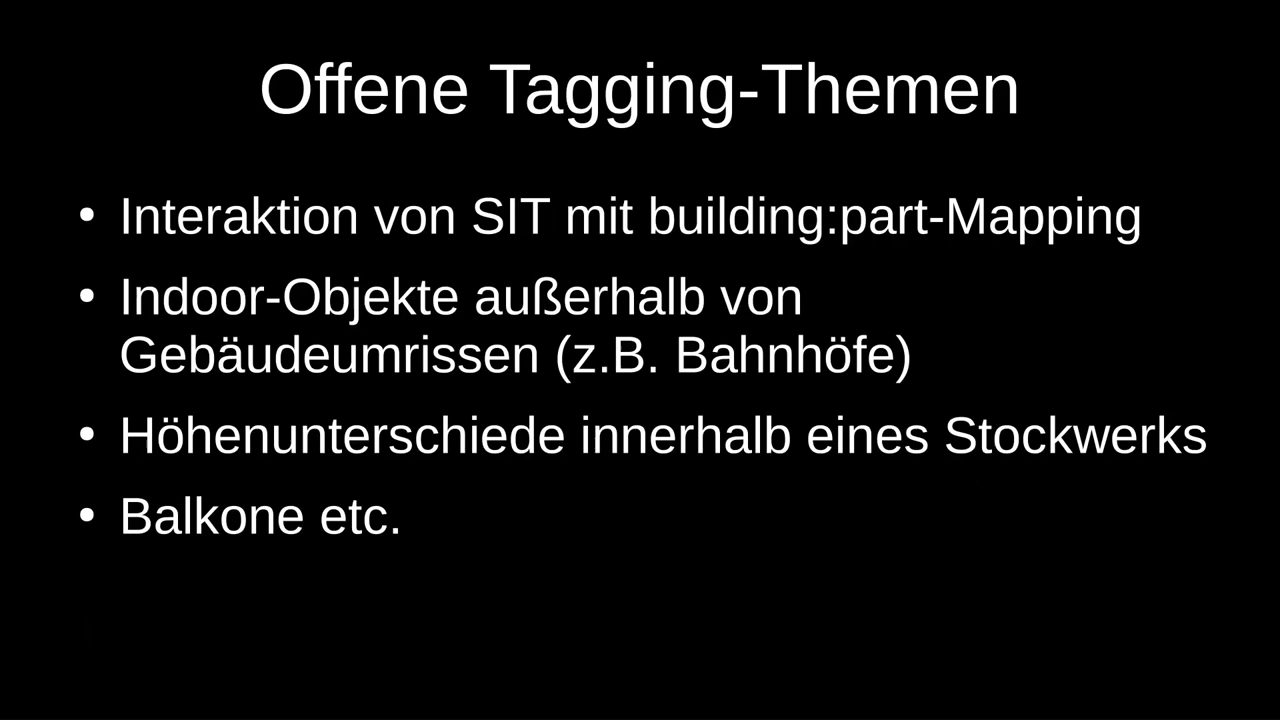 Offene Tagging-Themen
• Interaktion von SIT mit building:part-Mapping
• Indoor-Objekte außerhalb von
Gebäudeumrissen (z.B. Bahnhöfe)
• Höhenunterschiede innerhalb eines Stockwerks
• Balkone etc.